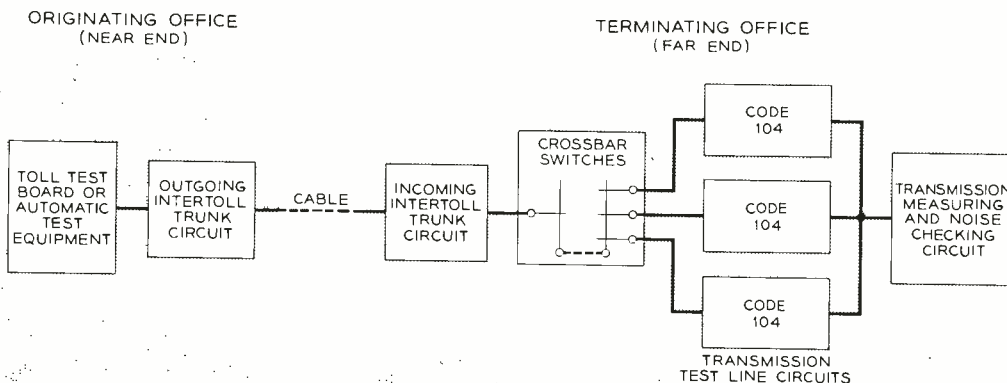 ORIGINATING OFFICE
(NEAR END)
TERMINATING OFFICE
(FAR END)
TOLL TEST
BOARD OR
AUTOMATIC
TEST
EQUIPMENT
OUTGOING
INTERTOLL
TRUNK
CIRCUIT
CABLE
INCOMING
INTERTOLL
TRUNK
CIRCUIT
CROSSBAR
SWITCHES
CODE
104
CODE
104
CODE
104
TRANSMISSION
TEST LINE CIRCUITS
TRANSMISSION
MEASURING
AND NOISE
CHECKING
CIRCUIT